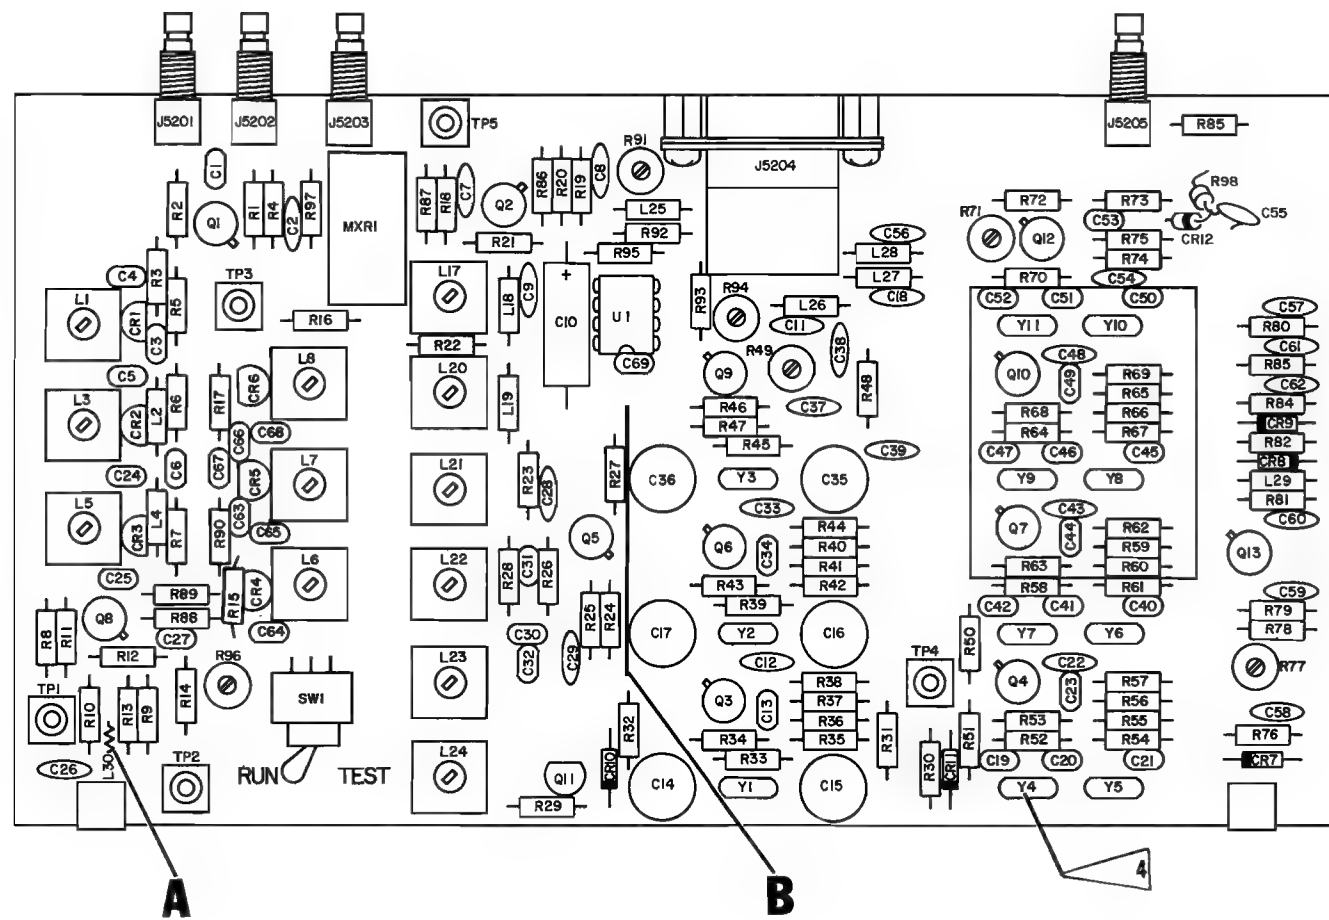 J5201 J5202 J5203 TP5 J5204 J5205 R85
C1 R2 Q1 R1 R4 C2 R97 MXR1 R87 R18 C7 Q2 R86 R20 R19 C8 R91
L25 R92 R95 R21
R72 R73 R98 C55 CR12
R71 Q12 C53 R75 R74
C56 L28 L27 C18
R70 C54
C4 R3 R5 TP3 L17 L18 C9 + C10 U1 R93 R94 L26 C11 C38
C52 C51 C50
L1 CR1 C3 R16 R22 C69 R49
Y11 Y10
C57 R80 C61 R85 C62 R84 CR9 R82 CR8 L29 R81 C60
C5 L8 CR6 L20 L19 Q9 R48
Q10 C48 C49 R69 R65 R66 R67
L3 CR2 L2 R6 R17 C66 C68
R46 R47 R45 C37 C39
R68 R64 C47 C46 C45
C24 C6 C67 CR5 L7 L21 R23 C28 R27 C36 Y3 C35
Y9 Y8
L5 CR3 L4 R7 R90 C63 C65
C33 Q6 C34 R44 R40 R41 R42
Q7 C43 C44 R62 R59 R60 R61
Q13
C25 L6 CR4 R15 L22 R28 C31 R26 Q5
R43 R39
R63 R58 C42 C41 C40
C59 R79 R78 R77
R89 R88 C27 C64
R8 R11 Q8 R12
C30 C32 C29 R25 R24 C17 Y2 C16
R50 Y7 Y6
C12 Q3 C13 R38 R37 R36 R35
TP4 Q4 C22 C23 R57 R56 R55 R54
TP1 R10 R13 R9 R14 R96 SW1 L23 R32
R34 R33 R31 R30 CR11 R51
R53 R52 C19 C20 C21
C58 R76 CR7
C26 L30 TP2 RUN TEST L24 Q11 R29 CR10 C14 Y1 C15
Y4 Y5
A B 4